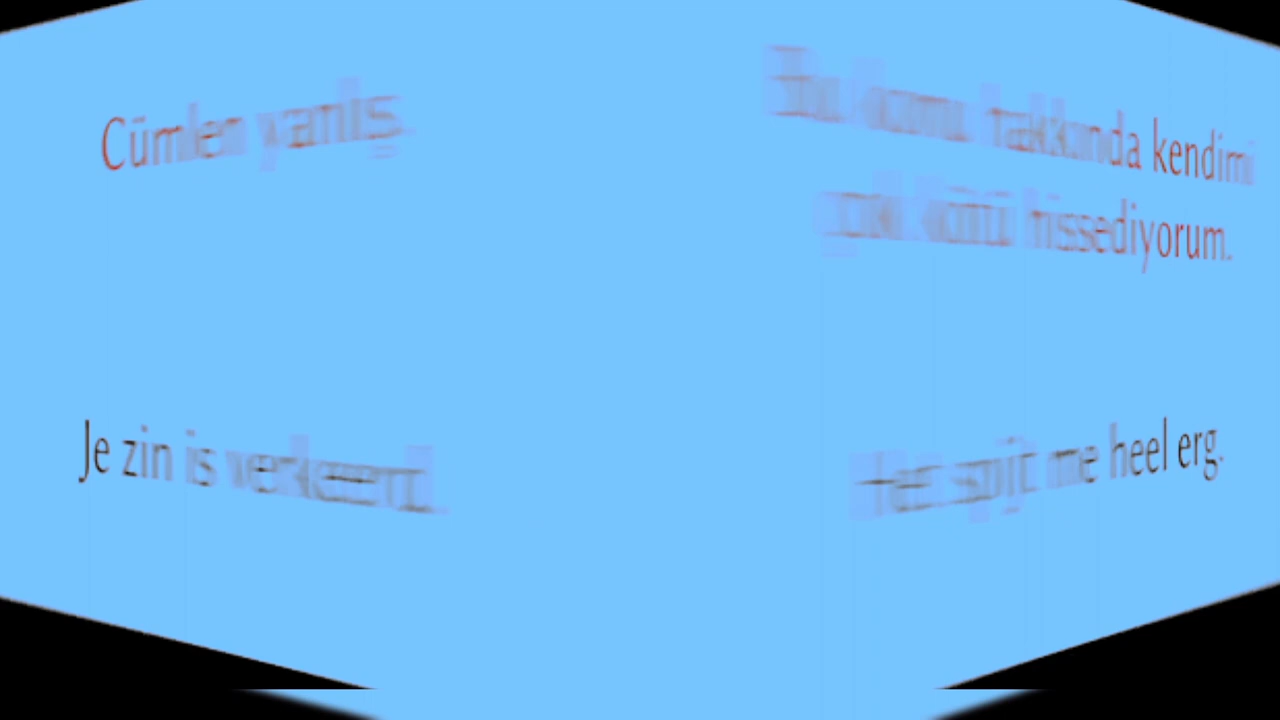 Cümlen yanlış.
Bu konu hakkında kendimi
çok kötü hissediyorum.
Je zin is verkeerd.
Het spijt me heel erg.